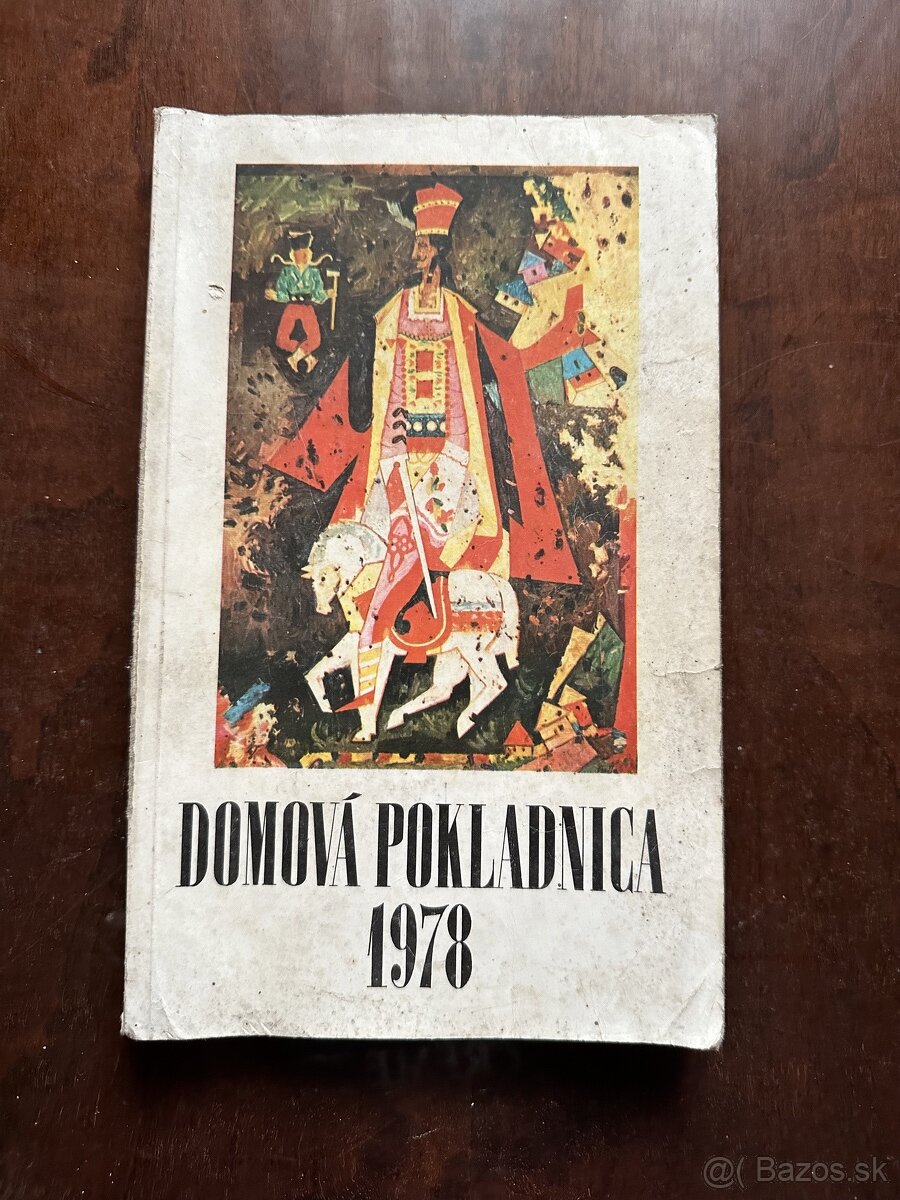 DOMOVÁ POKLADNICA
1978
@( Bazos.sk